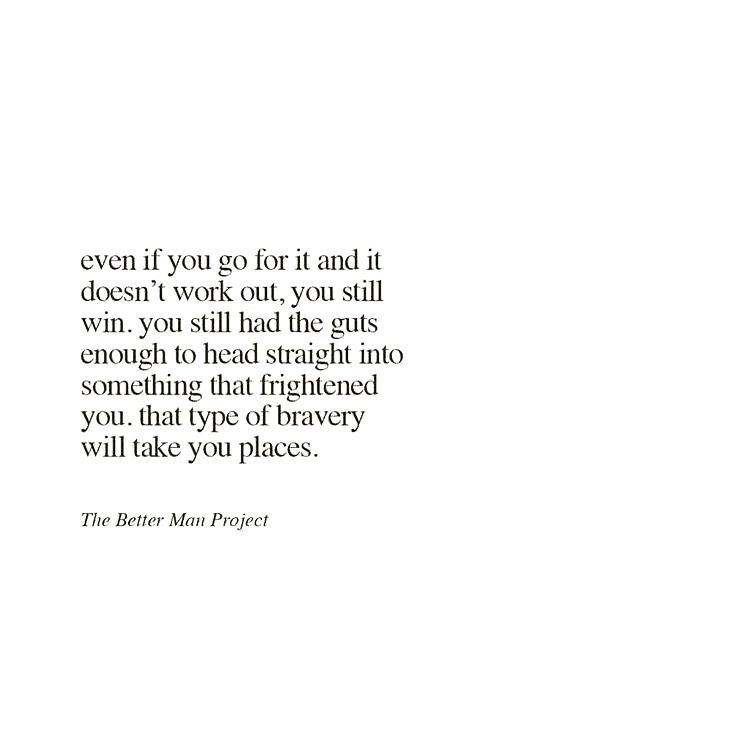 even if you go for it and it
doesn’t work out, you still
win. you still had the guts
enough to head straight into
something that frightened
you. that type of bravery
will take you places.
The Better Man Project